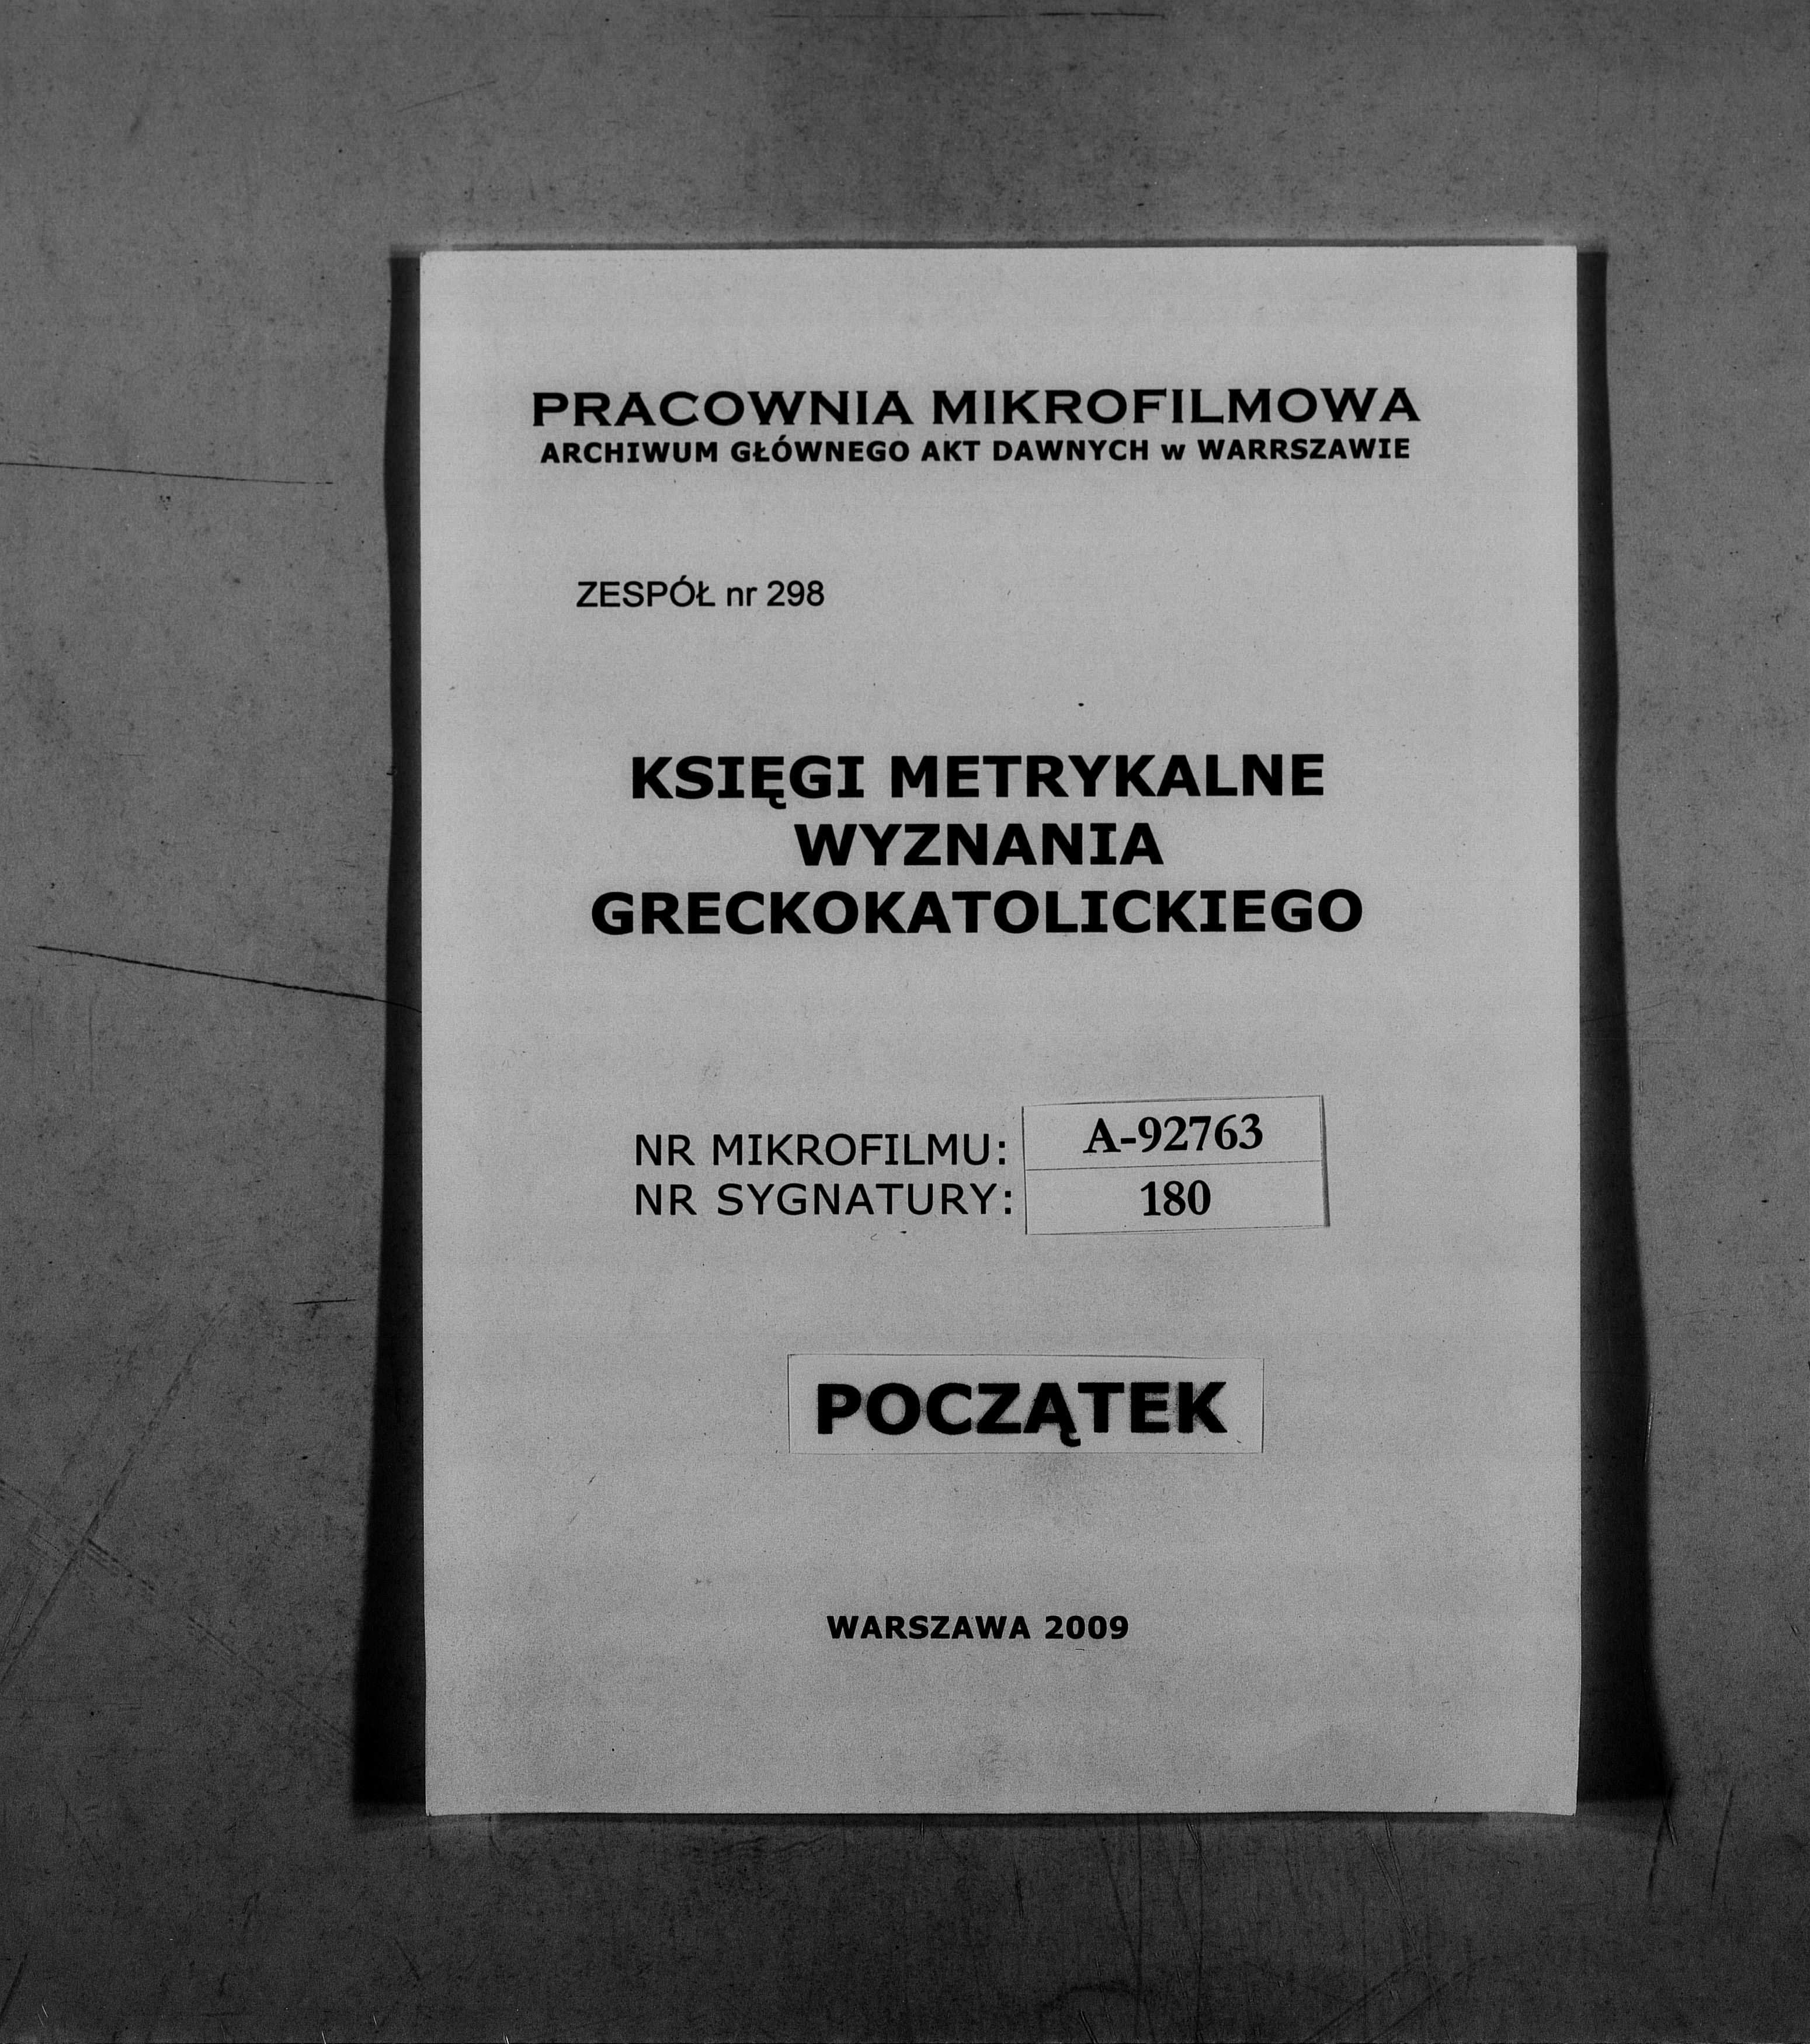 PRACOWNIA MIKROFILMOWA
ARCHIWUM GŁÓWNEGO AKT DAWNYCH w WARRSZAWIE
ZESPÓŁ nr 298
KSIĘGI METRYKALNE
WYZNANIA
GRECKOKATOLICKIEGO
NR MIKROFILMU: A-92763
NR SYGNATURY: 180
POCZĄTEK
WARSZAWA 2009